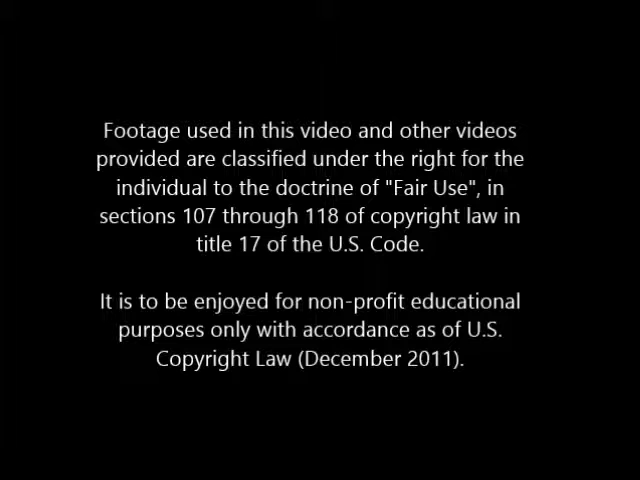 Footage used in this video and other videos
provided are classified under the right for the
individual to the doctrine of "Fair Use", in
sections 107 through 118 of copyright law in
title 17 of the U.S. Code.
It is to be enjoyed for non-profit educational
purposes only with accordance as of U.S.
Copyright Law (December 2011).